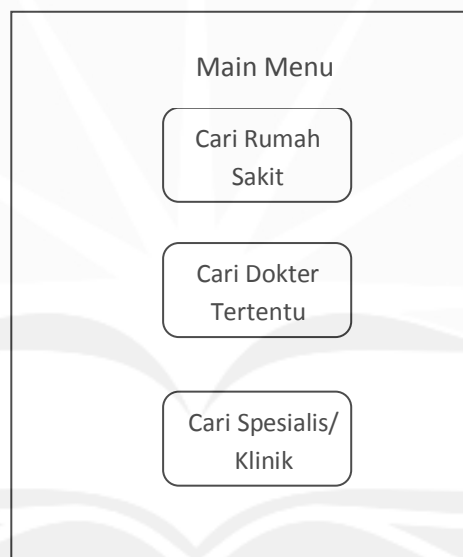 Main Menu
Cari Rumah
Sakit
Cari Dokter
Tertentu
Cari Spesialis/
Klinik